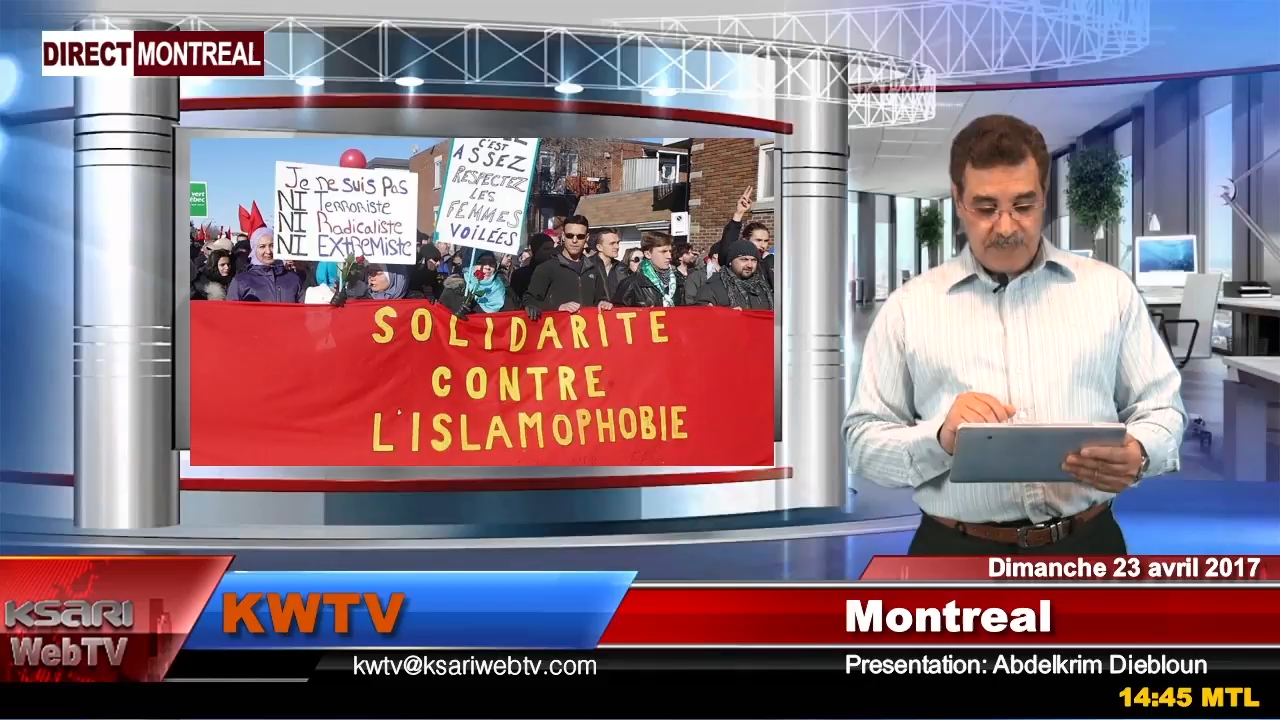 DIRECT MONTREAL
Je ne suis Pas
NI Terroriste
NI Radicaliste
NI EXTREMiste
C'EST
ASSEZ
RESPECTEZ
LES
FEMMES
VOILÉES
vert
SOLIDARITE
CONTRE
L'ISLAMOPHOBIE
Dimanche 23 avril 2017
KSARI
WebTV
KWTV
Montreal
kwtv@ksariwebtv.com
Presentation: Abdelkrim Diebloun
14:45 MTL